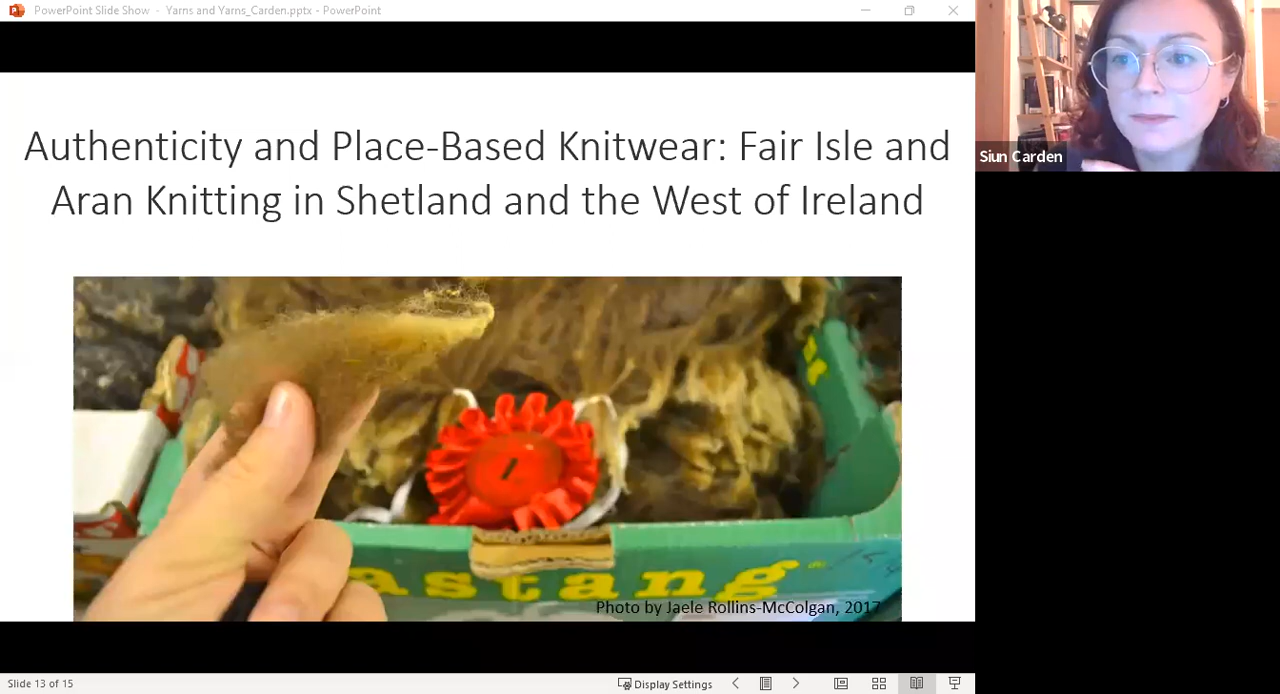 PowerPoint Slide Show - Yarns and Yarns_Carden.pptx - PowerPoint
Siun Carden
Authenticity and Place-Based Knitwear: Fair Isle and
Aran Knitting in Shetland and the West of Ireland
1
astang
Photo by Jaele Rollins-McColgan, 2017
Slide 13 of 15
Display Settings